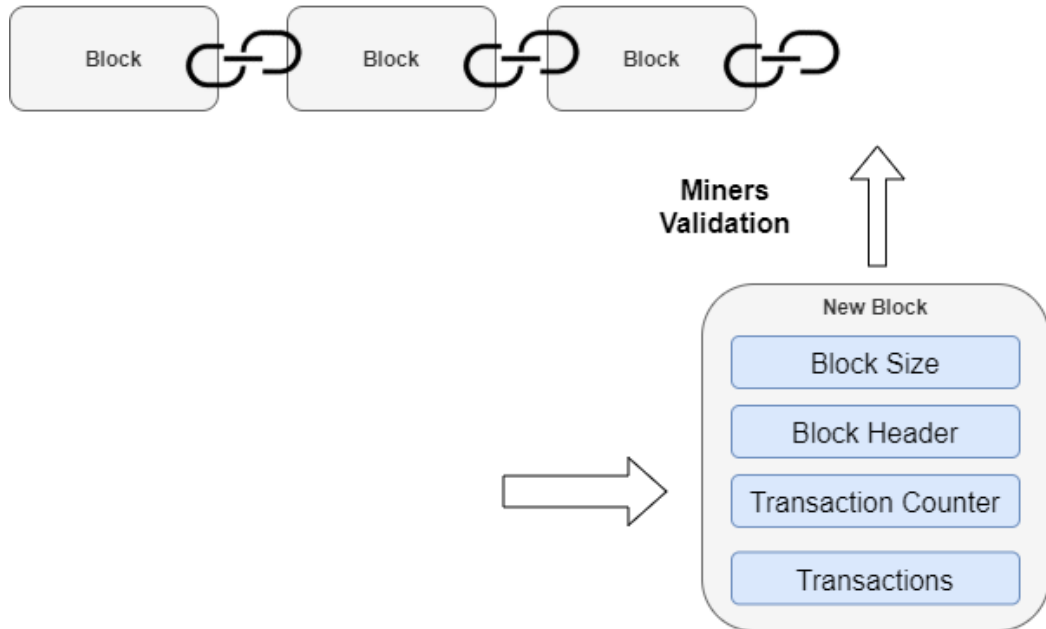 Block
Block
Block
Miners
Validation
New Block
Block Size
Block Header
Transaction Counter
Transactions